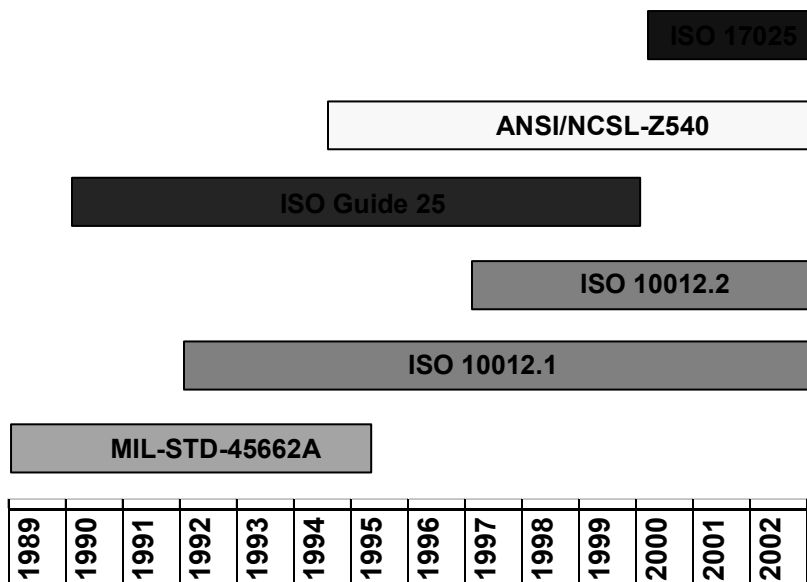 ISO 17025
ANSI/NCSL-Z540
ISO Guide 25
ISO 10012.2
ISO 10012.1
MIL-STD-45662A
1989
1990
1991
1992
1993
1994
1995
1996
1997
1998
1999
2000
2001
2002